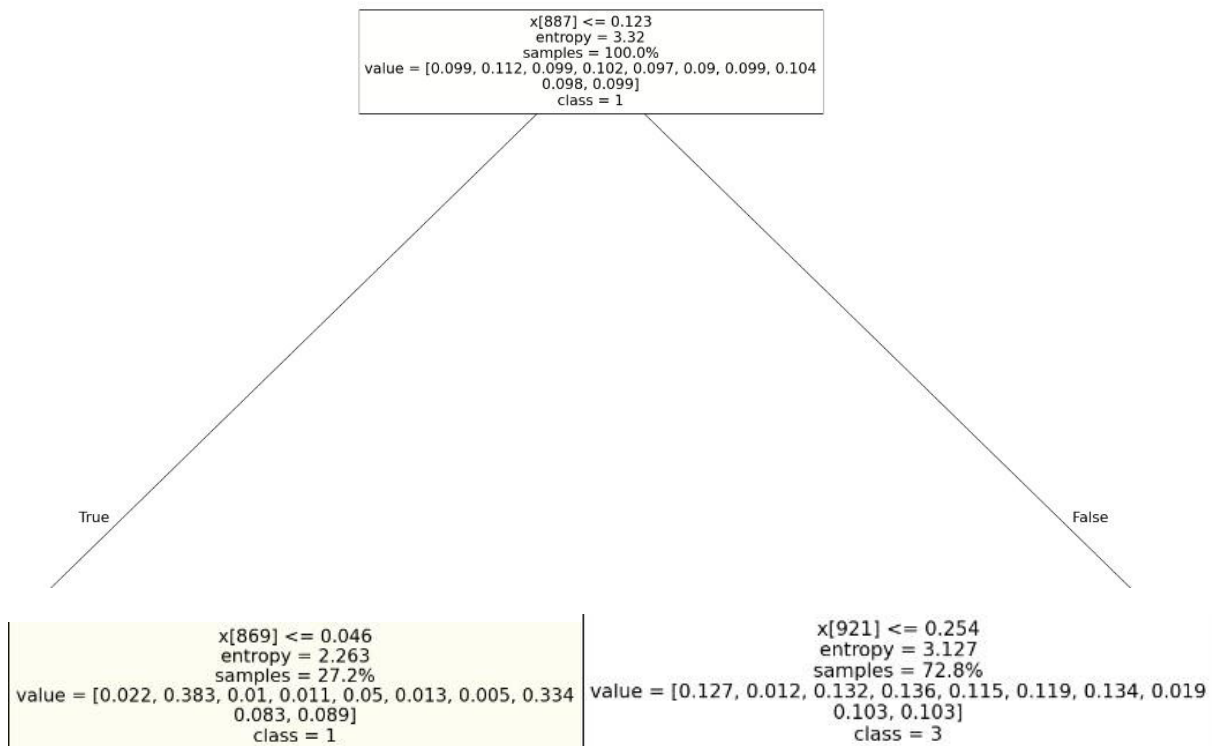 x[887] <= 0.123
entropy = 3.32
samples = 100.0%
value = [0.099, 0.112, 0.099, 0.102, 0.097, 0.09, 0.099, 0.104
0.098, 0.099]
class = 1
True
False
x[869] <= 0.046
entropy = 2.263
samples = 27.2%
value = [0.022, 0.383, 0.01, 0.011, 0.05, 0.013, 0.005, 0.334
0.083, 0.089]
class = 1
x[921] <= 0.254
entropy = 3.127
samples = 72.8%
value = [0.127, 0.012, 0.132, 0.136, 0.115, 0.119, 0.134, 0.019
0.103, 0.103]
class = 3